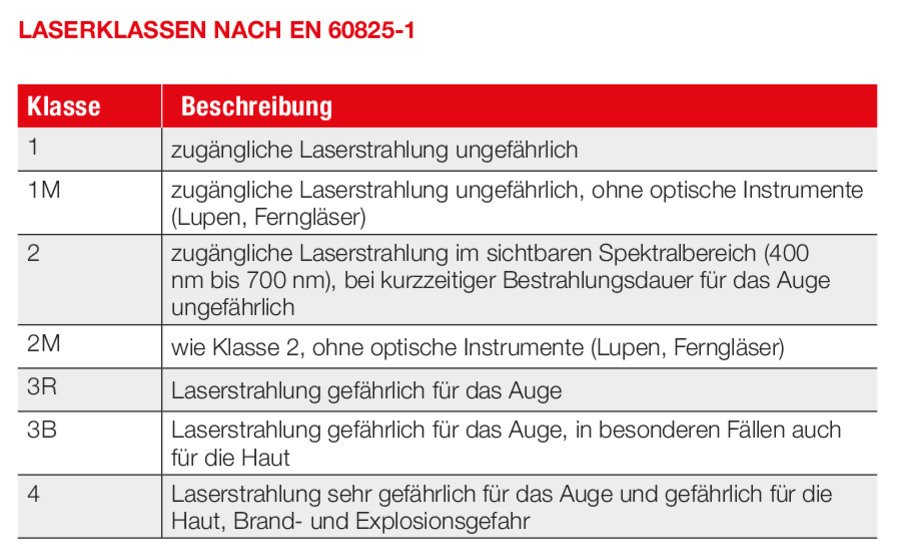 LASERKLASSEN NACH EN 60825-1
Klasse Beschreibung
1 zugängliche Laserstrahlung ungefährlich
1M zugängliche Laserstrahlung ungefährlich, ohne optische Instrumente
(Lupen, Ferngläser)
2 zugängliche Laserstrahlung im sichtbaren Spektralbereich (400
nm bis 700 nm), bei kurzzeitiger Bestrahlungsdauer für das Auge
ungefährlich
2M wie Klasse 2, ohne optische Instrumente (Lupen, Ferngläser)
3R Laserstrahlung gefährlich für das Auge
3B Laserstrahlung gefährlich für das Auge, in besonderen Fällen auch
für die Haut
4 Laserstrahlung sehr gefährlich für das Auge und gefährlich für die
Haut, Brand- und Explosionsgefahr